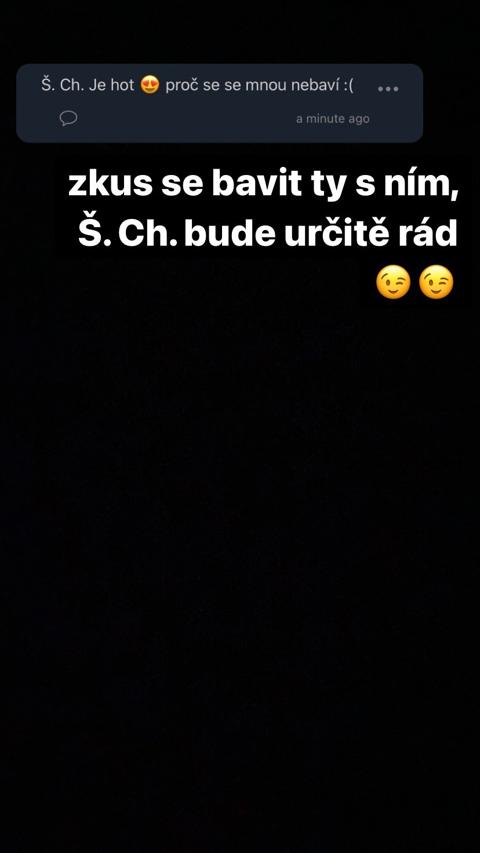 Š. Ch. Je hot 😍 proč se se mnou nebaví :(
a minute ago
zkus se bavit ty s ním,
Š. Ch. bude určitě rád
😉😉